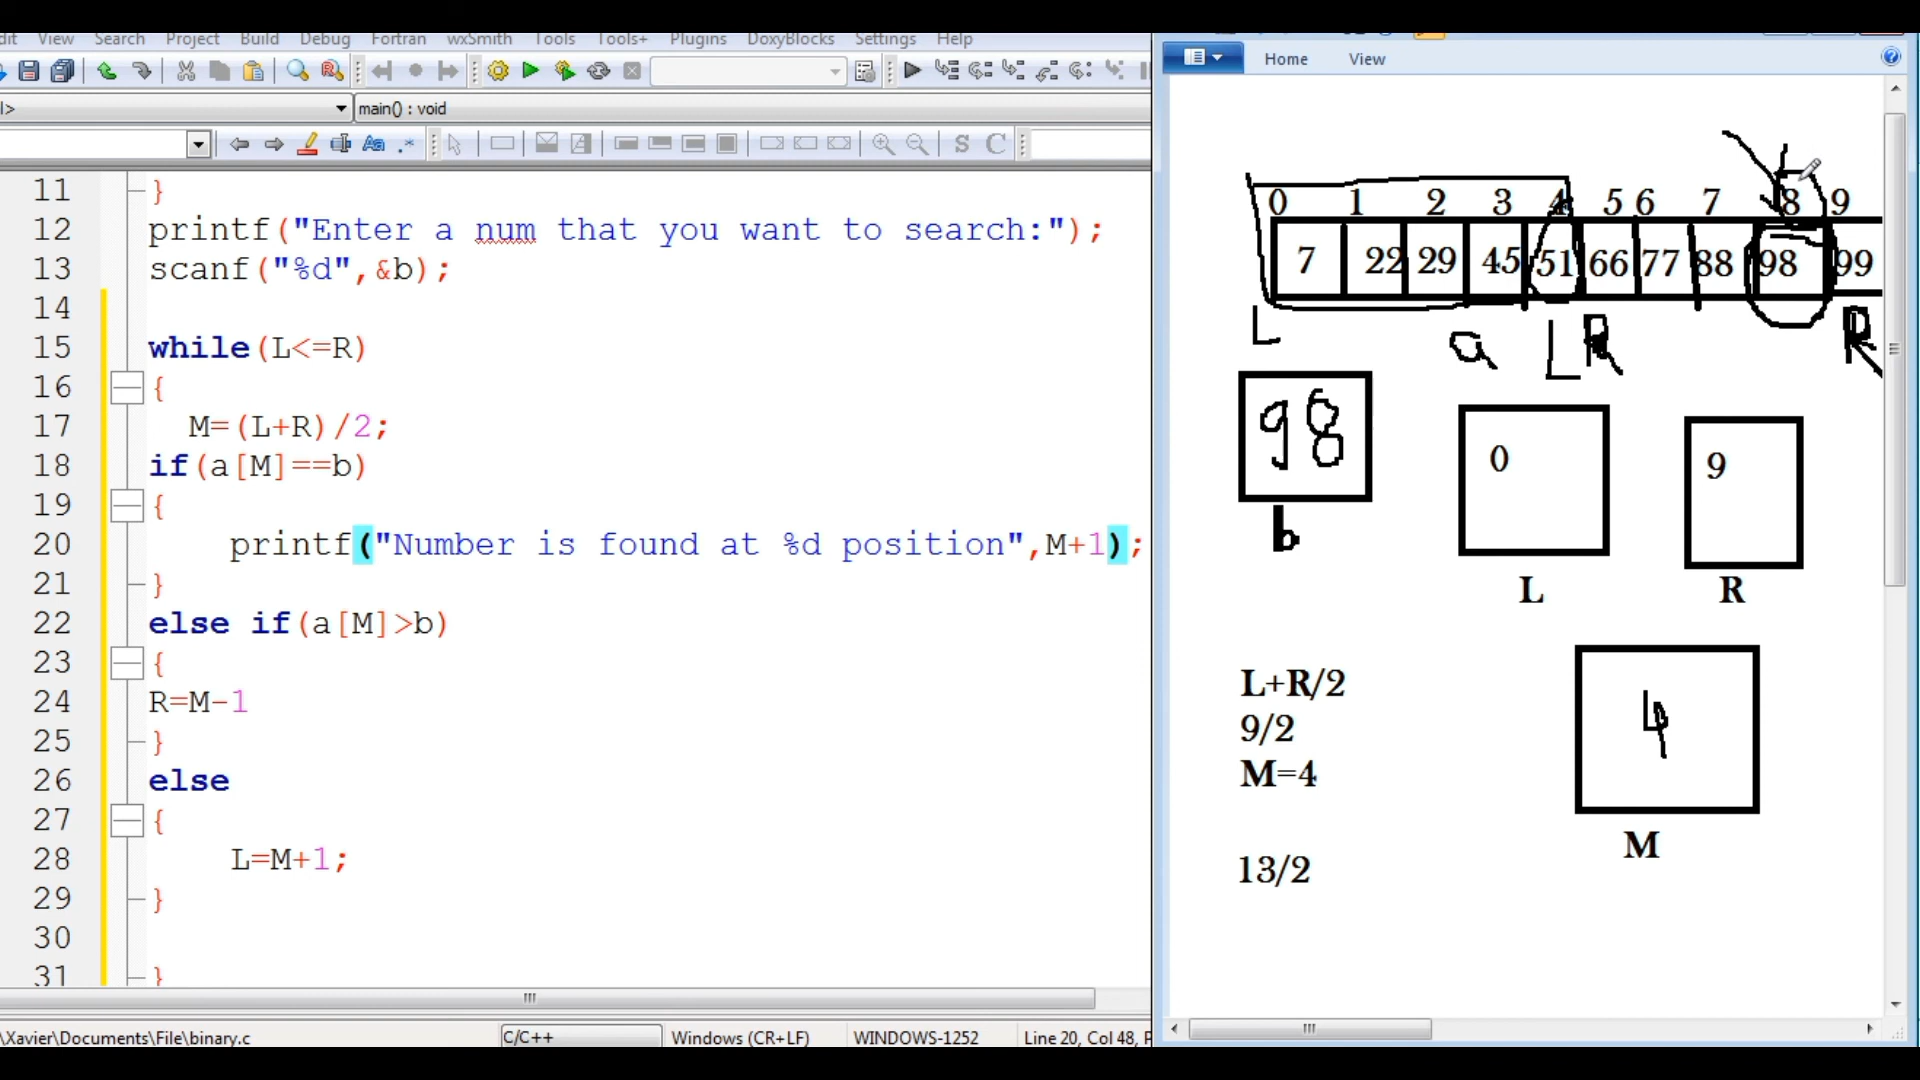 dit View Search Project Build Debug Fortran wxSmith Tools Tools+ Plugins DoxyBlocks Settings Help
l> main() : void
Aa .* S C
11 }
12 printf("Enter a num that you want to search:");
13 scanf("%d",&b);
14
15 while(L<=R)
16 {
17 M=(L+R)/2;
18 if(a[M]==b)
19 {
20 printf("Number is found at %d position",M+1);
21 }
22 else if(a[M]>b)
23 {
24 R=M-1
25 }
26 else
27 {
28 L=M+1;
29 }
30
31 }
\Xavier\Documents\File\binary.c C/C++ Windows (CR+LF) WINDOWS-1252 Line 20, Col 48, P
Home View
0 1 2 3 4 5 6 7 8 9
7 22 29 45 51 66 77 88 98 99
L a L R R
98 0 9
b L R
L+R/2
9/2
M=4
4
M
13/2